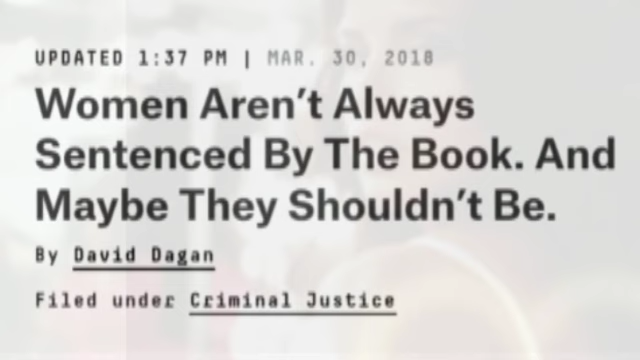 UPDATED 1:37 PM | MAR. 30, 2018
Women Aren't Always
Sentenced By The Book. And
Maybe They Shouldn't Be.
By David Dagan
Filed under Criminal Justice